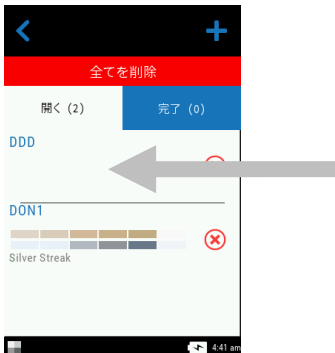 全てを削除
開く (2)
完了 (0)
DDD
DON1
Silver Streak
4:41 am